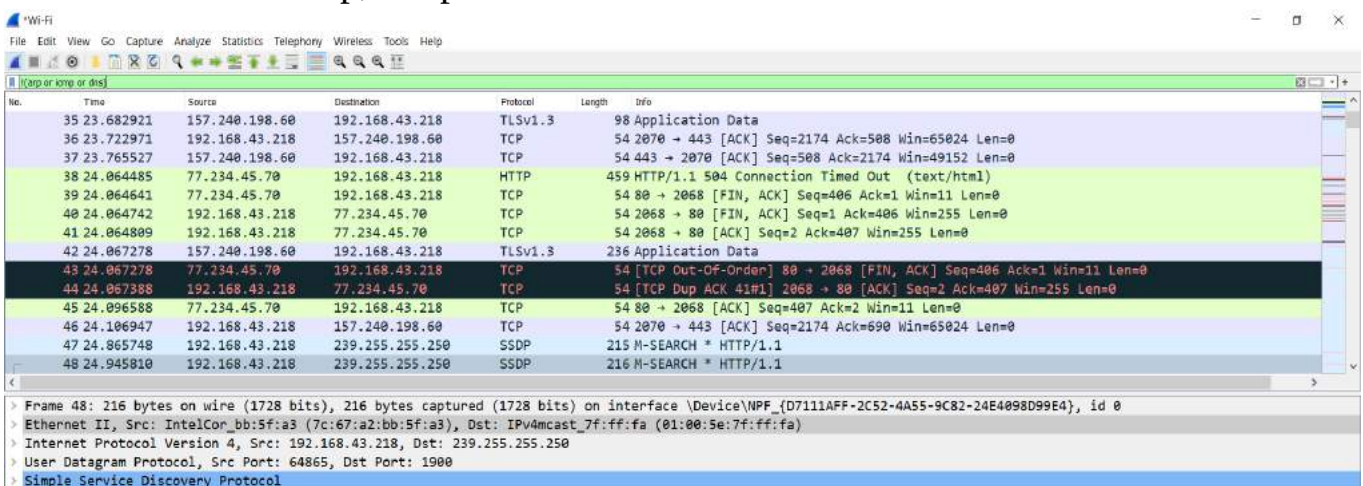 *Wi-Fi
File Edit View Go Capture Analyze Statistics Telephony Wireless Tools Help
!(arp or icmp or dns)
No. Time Source Destination Protocol Length Info
35 23.682921 157.240.198.60 192.168.43.218 TLSv1.3 98 Application Data
36 23.722971 192.168.43.218 157.240.198.60 TCP 54 2070 → 443 [ACK] Seq=2174 Ack=508 Win=65024 Len=0
37 23.765527 157.240.198.60 192.168.43.218 TCP 54 443 → 2070 [ACK] Seq=508 Ack=2174 Win=49152 Len=0
38 24.064485 77.234.45.70 192.168.43.218 HTTP 459 HTTP/1.1 504 Connection Timed Out (text/html)
39 24.064641 77.234.45.70 192.168.43.218 TCP 54 80 → 2068 [FIN, ACK] Seq=406 Ack=1 Win=11 Len=0
40 24.064742 192.168.43.218 77.234.45.70 TCP 54 2068 → 80 [FIN, ACK] Seq=1 Ack=406 Win=255 Len=0
41 24.064809 192.168.43.218 77.234.45.70 TCP 54 2068 → 80 [ACK] Seq=2 Ack=407 Win=255 Len=0
42 24.067278 157.240.198.60 192.168.43.218 TLSv1.3 236 Application Data
43 24.067278 77.234.45.70 192.168.43.218 TCP 54 [TCP Out-Of-Order] 80 → 2068 [FIN, ACK] Seq=406 Ack=1 Win=11 Len=0
44 24.067388 192.168.43.218 77.234.45.70 TCP 54 [TCP Dup ACK 41#1] 2068 → 80 [ACK] Seq=2 Ack=407 Win=255 Len=0
45 24.096588 77.234.45.70 192.168.43.218 TCP 54 80 → 2068 [ACK] Seq=407 Ack=2 Win=11 Len=0
46 24.106947 192.168.43.218 157.240.198.60 TCP 54 2070 → 443 [ACK] Seq=2174 Ack=690 Win=65024 Len=0
47 24.865748 192.168.43.218 239.255.255.250 SSDP 215 M-SEARCH * HTTP/1.1
48 24.945810 192.168.43.218 239.255.255.250 SSDP 216 M-SEARCH * HTTP/1.1
> Frame 48: 216 bytes on wire (1728 bits), 216 bytes captured (1728 bits) on interface \Device\NPF_{D7111AFF-2C52-4A55-9C82-24E4098D99E4}, id 0
> Ethernet II, Src: IntelCor_bb:5f:a3 (7c:67:a2:bb:5f:a3), Dst: IPv4mcast_7f:ff:fa (01:00:5e:7f:ff:fa)
> Internet Protocol Version 4, Src: 192.168.43.218, Dst: 239.255.255.250
> User Datagram Protocol, Src Port: 64865, Dst Port: 1900
> Simple Service Discovery Protocol